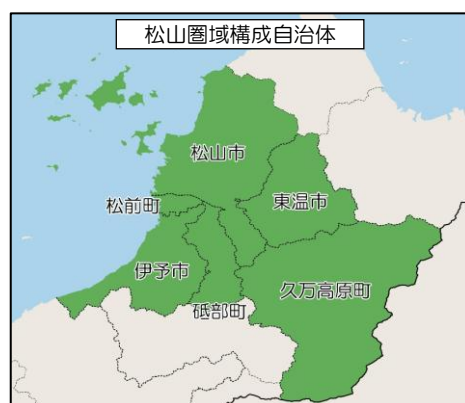 松山圏域構成自治体
松山市
東温市
松前町
伊予市
久万高原町
砥部町